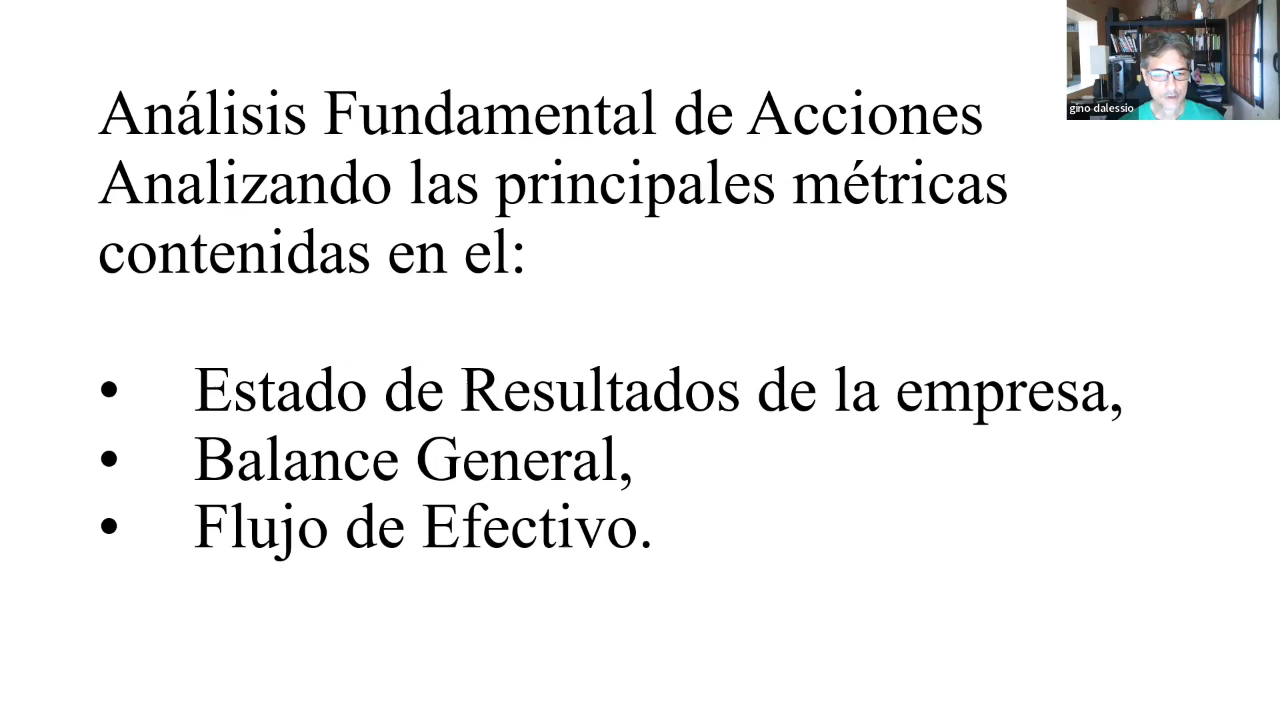 Análisis Fundamental de Acciones
Analizando las principales métricas
contenidas en el:
• Estado de Resultados de la empresa,
• Balance General,
• Flujo de Efectivo.
gino dalessio